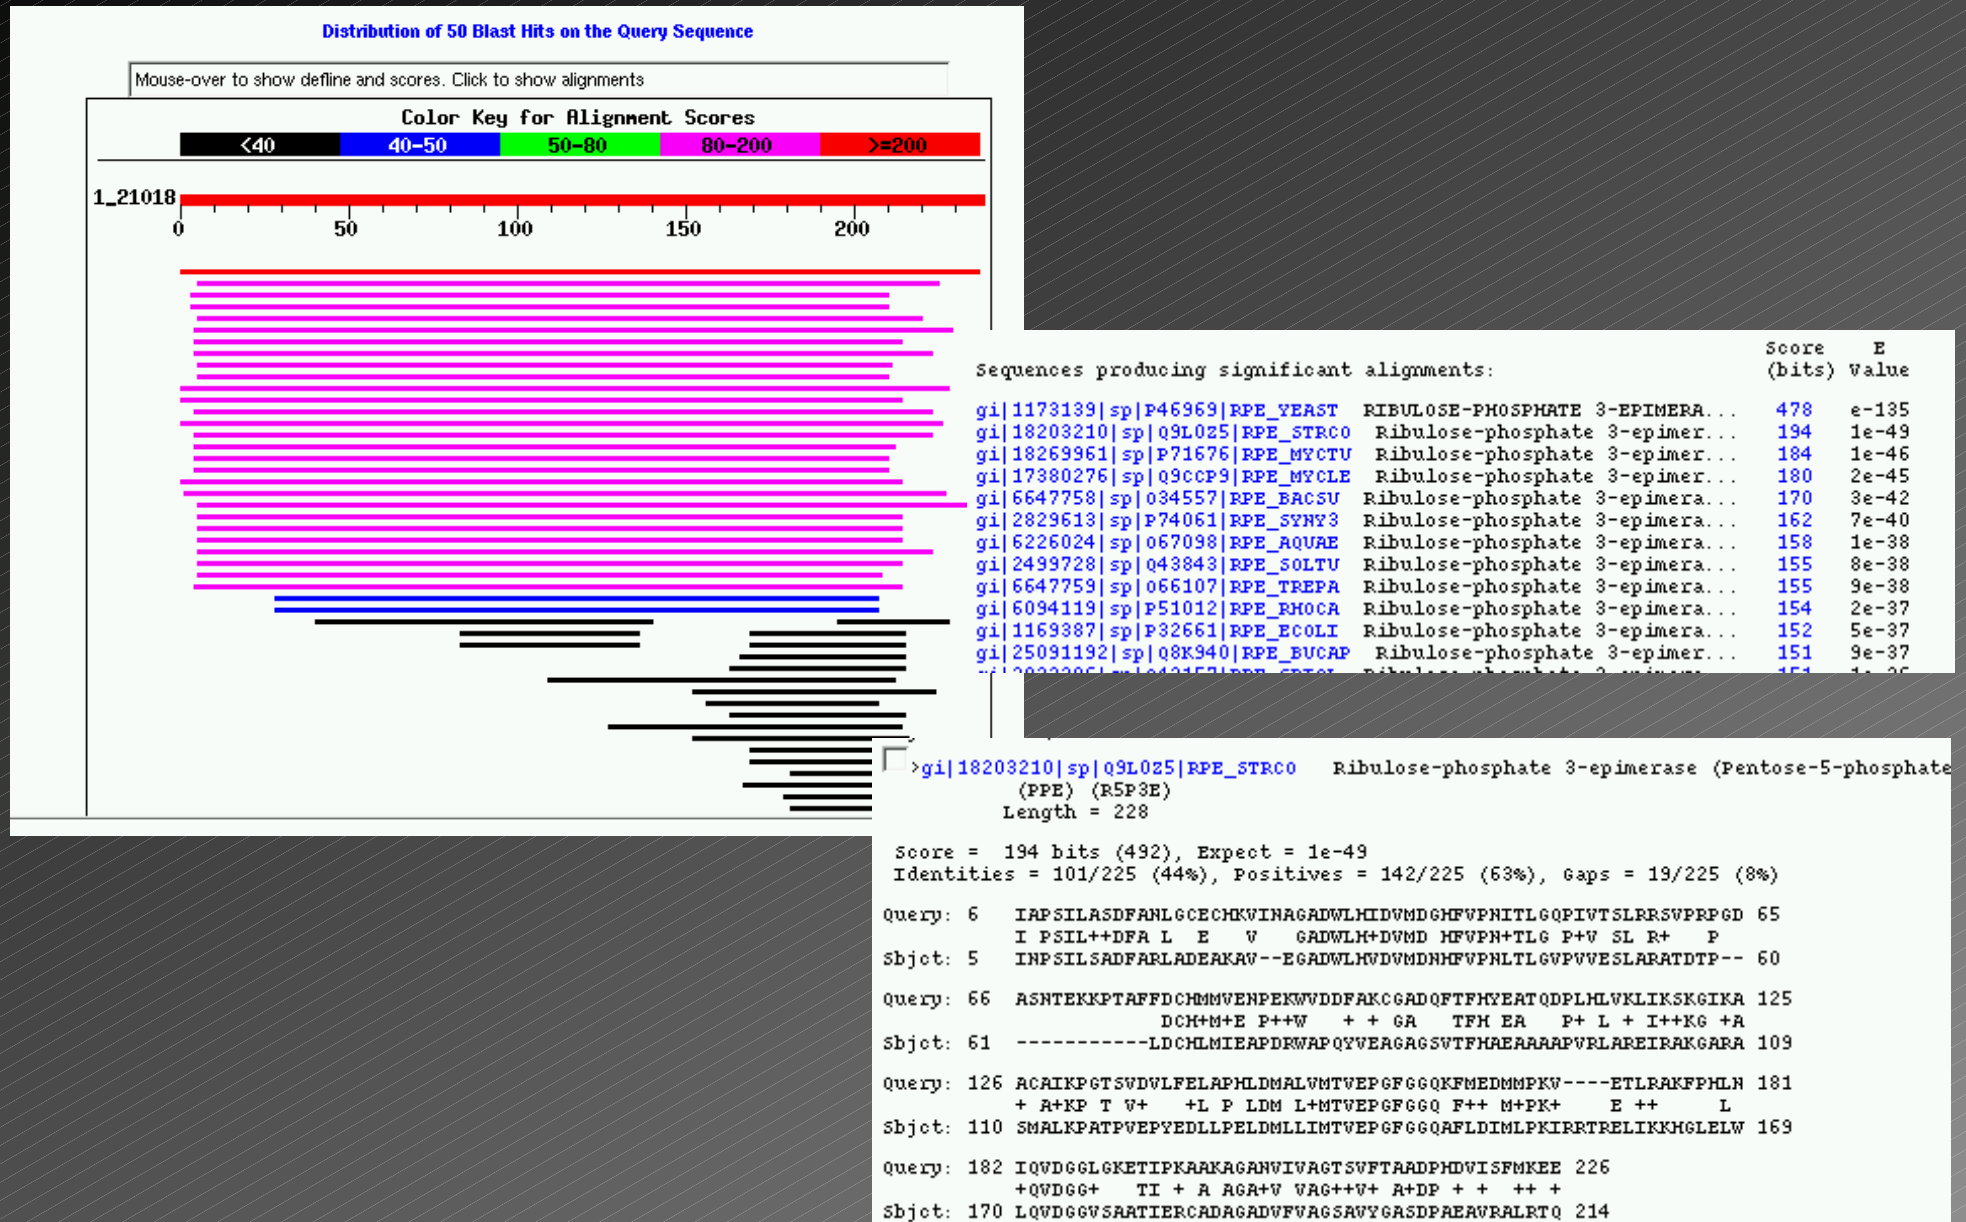 Distribution of 50 Blast Hits on the Query Sequence
Mouse-over to show defline and scores. Click to show alignments
Color Key for Alignment Scores
<40 40-50 50-80 80-200 >=200
1_21018
0 50 100 150 200
Score E
Sequences producing significant alignments: (bits) Value
gi|1173139|sp|P46969|RPE_YEAST RIBULOSE-PHOSPHATE 3-EPIMERA... 478 e-135
gi|18203210|sp|Q9L0Z5|RPE_STRCO Ribulose-phosphate 3-epimer... 194 1e-49
gi|18269961|sp|P71676|RPE_MYCTU Ribulose-phosphate 3-epimer... 184 1e-46
gi|17380276|sp|Q9CCP9|RPE_MYCLE Ribulose-phosphate 3-epimer... 180 2e-45
gi|6647758|sp|O34557|RPE_BACSU Ribulose-phosphate 3-epimera... 170 3e-42
gi|2829613|sp|P74061|RPE_SYNY3 Ribulose-phosphate 3-epimera... 162 7e-40
gi|6226024|sp|O67098|RPE_AQUAE Ribulose-phosphate 3-epimera... 158 1e-38
gi|2499728|sp|Q43843|RPE_SOLTU Ribulose-phosphate 3-epimera... 155 8e-38
gi|6647759|sp|O66107|RPE_TREPA Ribulose-phosphate 3-epimera... 155 9e-38
gi|6094119|sp|P51012|RPE_RHOCA Ribulose-phosphate 3-epimera... 154 2e-37
gi|1169387|sp|P32661|RPE_ECOLI Ribulose-phosphate 3-epimera... 152 5e-37
gi|25091192|sp|Q8K940|RPE_BUCAP Ribulose-phosphate 3-epimer... 151 9e-37
>gi|18203210|sp|Q9L0Z5|RPE_STRCO Ribulose-phosphate 3-epimerase (Pentose-5-phosphate
(PPE) (R5P3E)
Length = 228
Score = 194 bits (492), Expect = 1e-49
Identities = 101/225 (44%), Positives = 142/225 (63%), Gaps = 19/225 (8%)
Query: 6 IAPSILASDFANLGCECHKVINAGADWLHIDVMDGHFVPNITLGQPIVTSLRRSVPRPGD 65
I PSIL++DFA L E V GADWLH+DVMD HFVPN+TLG P+V SL R+ P
Sbjct: 5 INPSILSADFARLADEAKAV--EGADWLHVDVMDNHFVPNLTLGVPVVESLARATDTP-- 60
Query: 66 ASNTEKKPTAFFDCHMMVENPEKWVDDFAKCGADQFTFHYEATQDPLHLVKLIKSKGIKA 125
DCH+M+E P++W + + GA TFH EA P+ L + I++KG +A
Sbjct: 61 -----------LDCHLMIEAPDRWAPQYVEAGAGSVTFHAEAAAAPVRLAREIRAKGARA 109
Query: 126 ACAIKPGTSVDVLFELAPHLDMALVMTVEPGFGGQKFMEDMMPKV----ETLRAKFPHLN 181
+ A+KP T V+ +L P LDM L+MTVEPGFGGQ F++ M+PK+ E ++ L
Sbjct: 110 SMALKPATPVEPYEDLLPELDMLLIMTVEPGFGGQAFLDIMLPKIRRTRELIKKHGLELW 169
Query: 182 IQVDGGLGKETIPKAAKAGANVIVAGTSVFTAADPHDVISFMKEE 226
+QVDGG+ TI + A AGA+V VAG++V+ A+DP + + ++ +
Sbjct: 170 LQVDGGVSAATIERCADAGADVFVAGSAVYGASDPAEAVRALRTQ 214